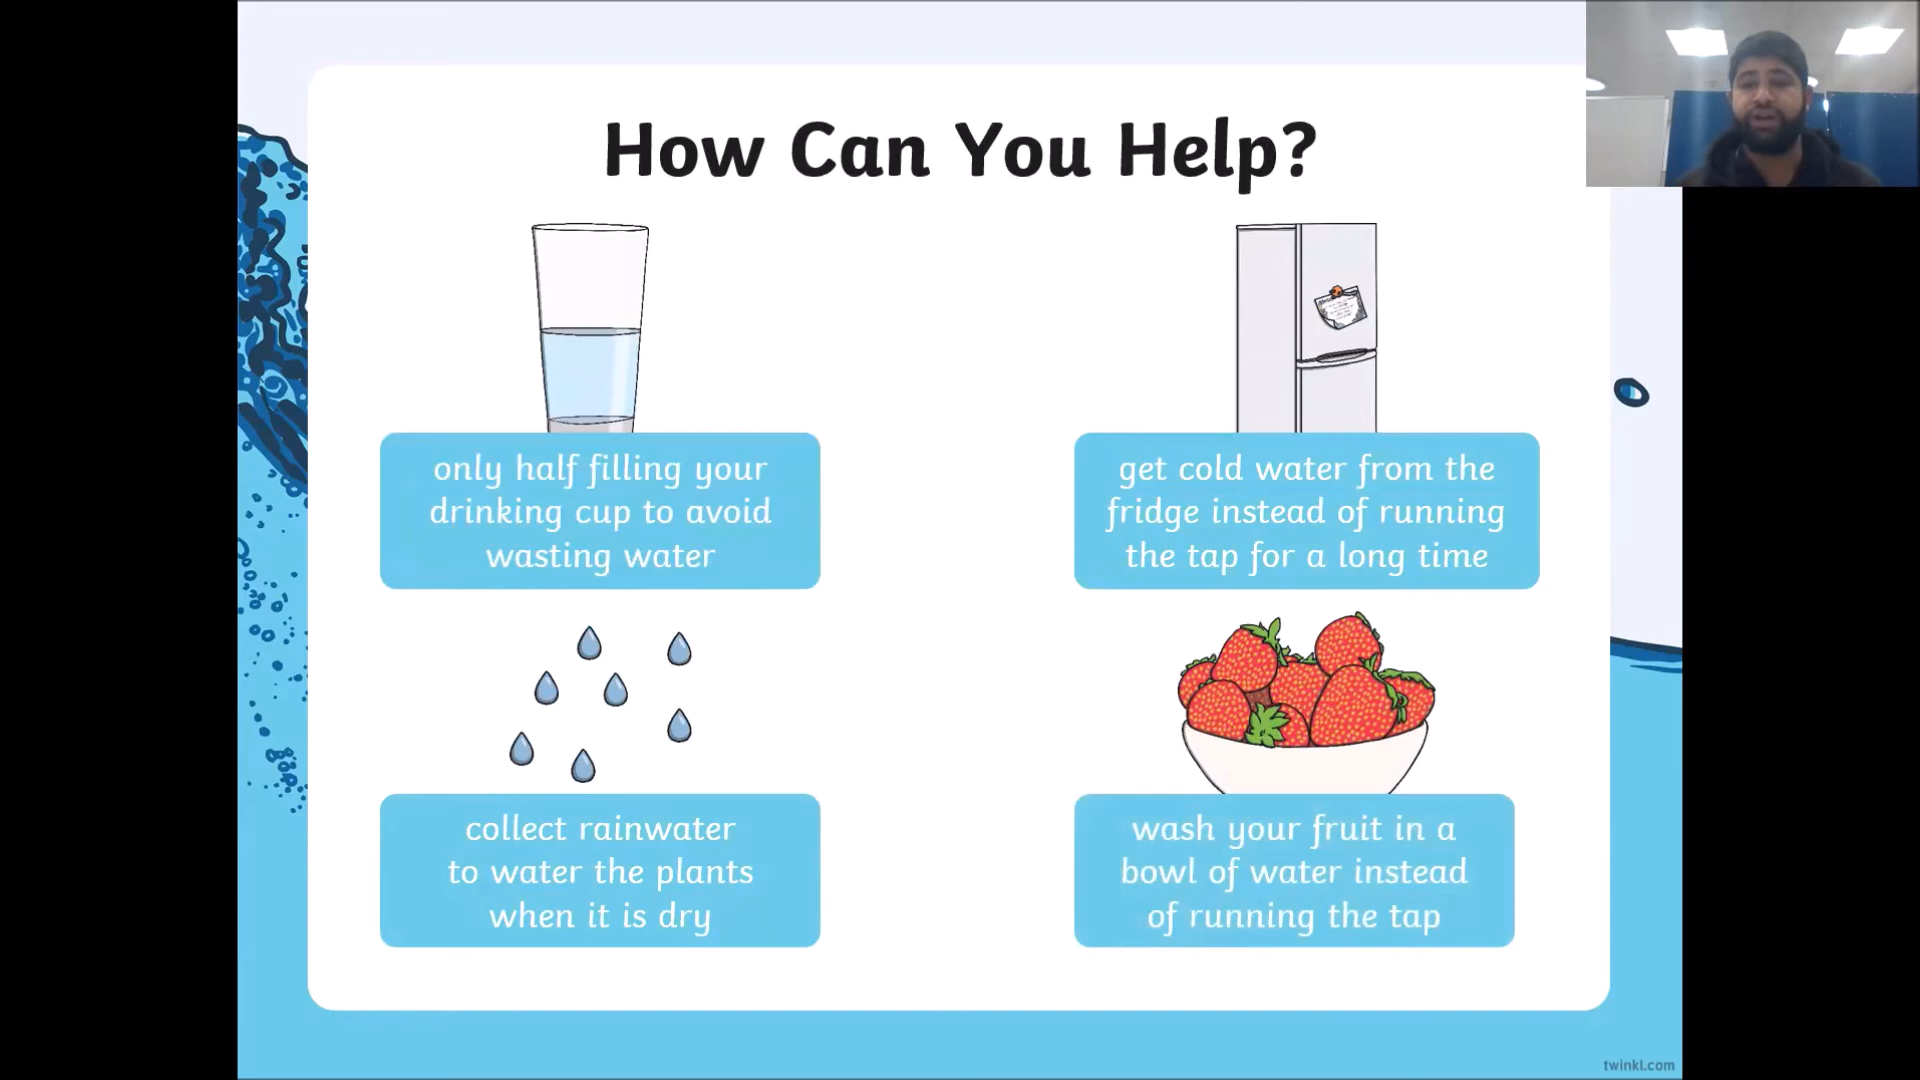 How Can You Help?
only half filling your
drinking cup to avoid
wasting water
get cold water from the
fridge instead of running
the tap for a long time
collect rainwater
to water the plants
when it is dry
wash your fruit in a
bowl of water instead
of running the tap
twinkl.com